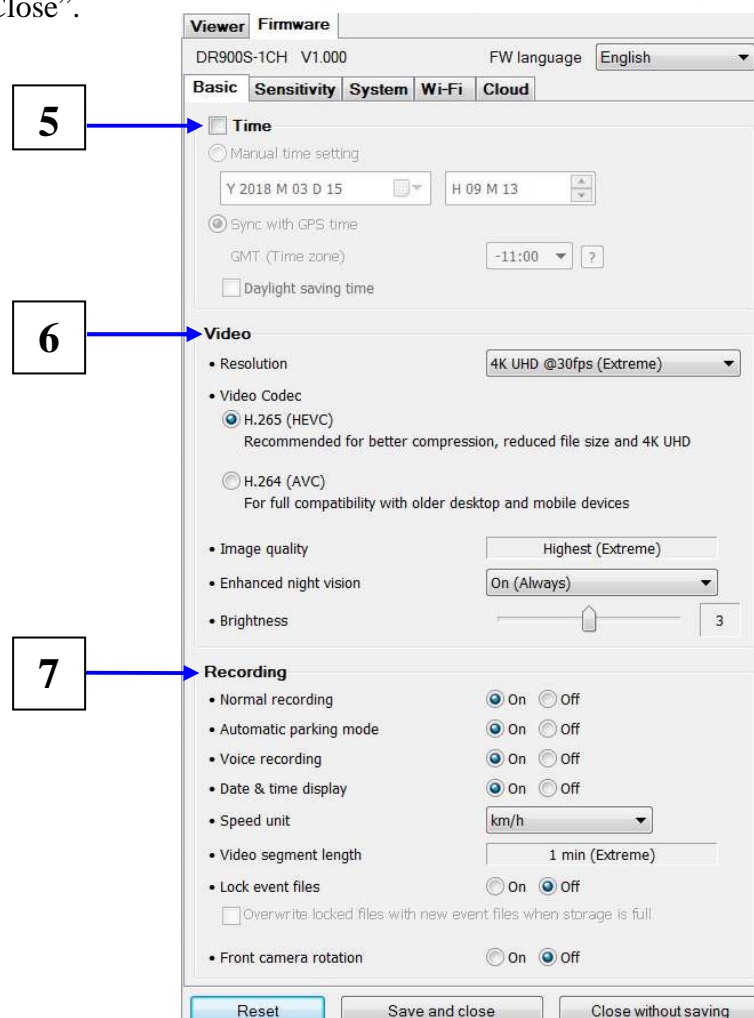 Close”.
Viewer Firmware
DR900S-1CH V1.000 FW language English
Basic Sensitivity System Wi-Fi Cloud
5
Time
Manual time setting
Y 2018 M 03 D 15 H 09 M 13
Sync with GPS time
GMT (Time zone) -11:00 ?
Daylight saving time
6
Video
• Resolution 4K UHD @30fps (Extreme)
• Video Codec
H.265 (HEVC)
Recommended for better compression, reduced file size and 4K UHD
H.264 (AVC)
For full compatibility with older desktop and mobile devices
• Image quality Highest (Extreme)
• Enhanced night vision On (Always)
• Brightness 3
7
Recording
• Normal recording On Off
• Automatic parking mode On Off
• Voice recording On Off
• Date & time display On Off
• Speed unit km/h
• Video segment length 1 min (Extreme)
• Lock event files On Off
Overwrite locked files with new event files when storage is full
• Front camera rotation On Off
Reset Save and close Close without saving